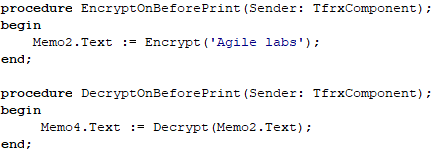 procedure EncryptOnBeforePrint(Sender: TfrxComponent);
begin
    Memo2.Text := Encrypt('Agile labs');
end;

procedure DecryptOnBeforePrint(Sender: TfrxComponent);
begin
     Memo4.Text := Decrypt(Memo2.Text);
end;